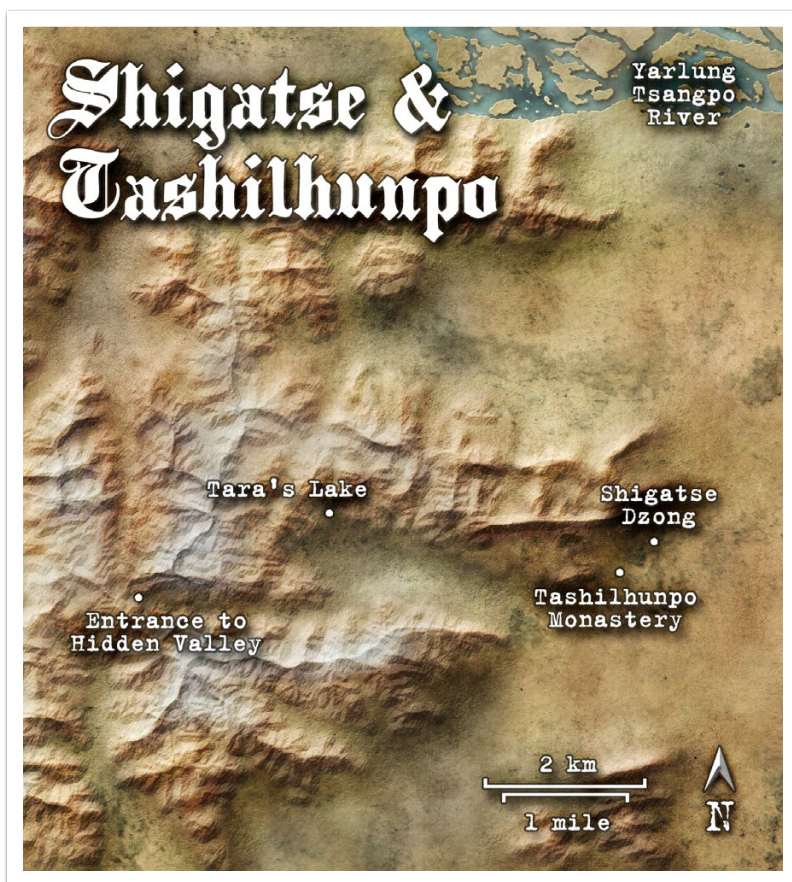 Shigatse &
Tashilhunpo
Yarlung
Tsangpo
River
Tara's Lake
Shigatse
Dzong
Entrance to
Hidden Valley
Tashilhunpo
Monastery
2 km
1 mile
N